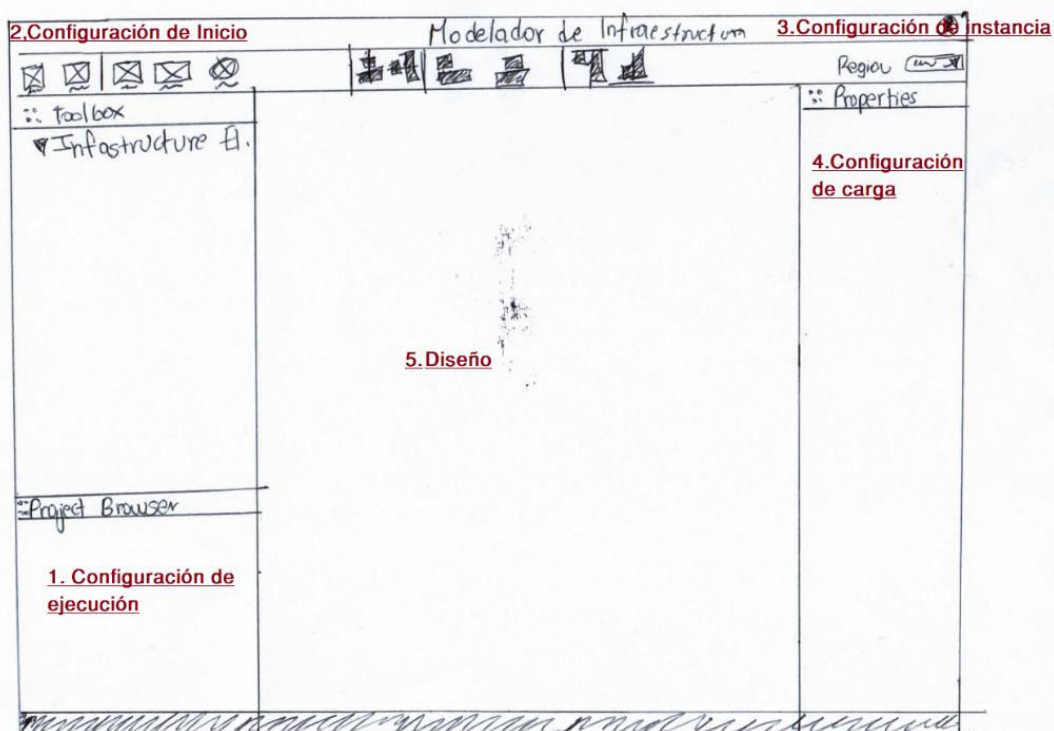 2,Configuración de Inicio
Modelador de Infraestructura
3.Configuración de instancia
Region
Toolbox
Infastructure El.
Properties
4.Configuración
de carga
5.Diseño
Project Browser
1. Configuración de
ejecución